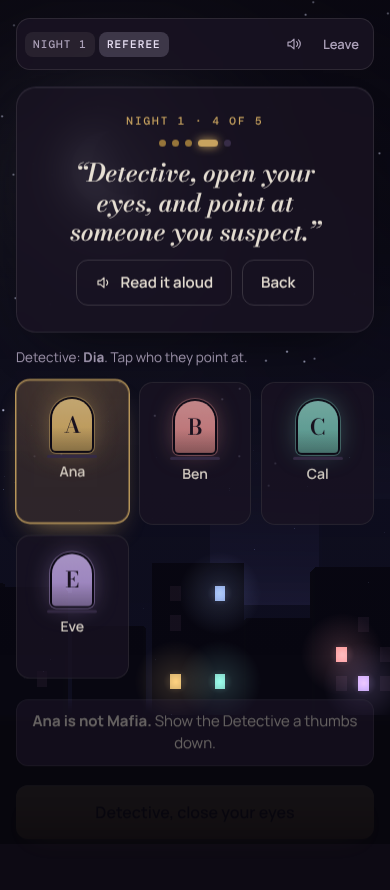 NIGHT 1 REFEREE Leave
NIGHT 1 · 4 OF 5
“Detective, open your
eyes, and point at
someone you suspect.”
Read it aloud Back
Detective: Dia. Tap who they point at.
A B C
Ana Ben Cal
E
Eve
Ana is not Mafia. Show the Detective a thumbs
down.
Detective, close your eyes